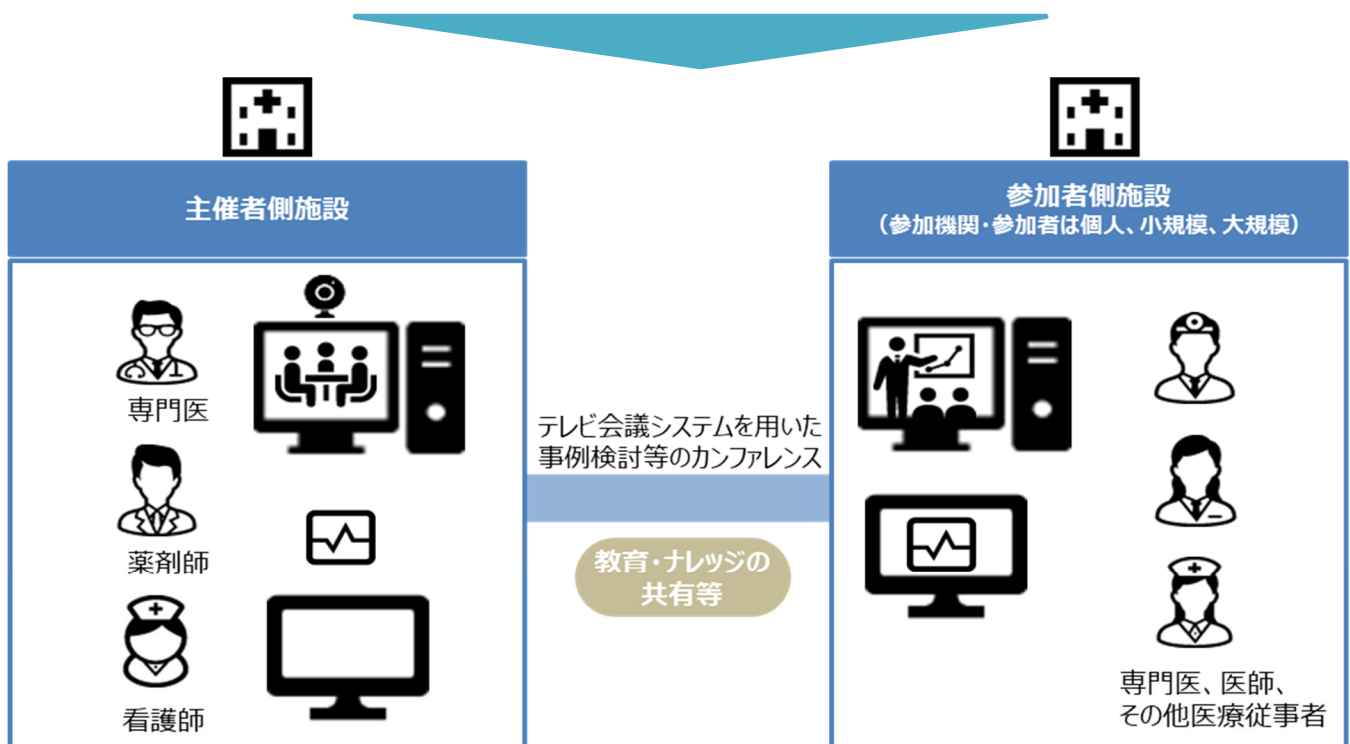 主催者側施設
参加者側施設
（参加機関・参加者は個人、小規模、大規模）
専門医
薬剤師
看護師
テレビ会議システムを用いた
事例検討等のカンファレンス
教育・ナレッジの
共有等
専門医、医師、
その他医療従事者